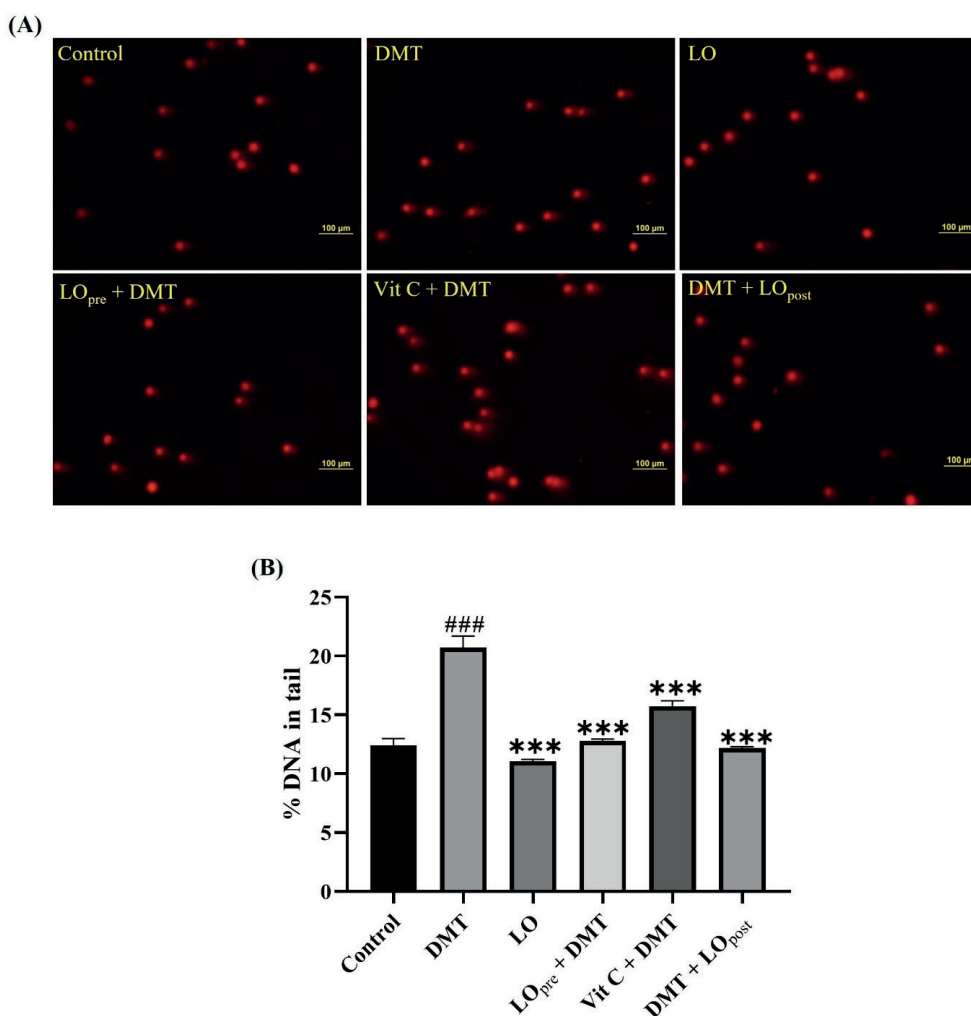 (A)
Control
DMT
LO
100 µm
100 µm
100 µm
LOpre + DMT
Vit C + DMT
DMT + LOpost
100 µm
100 µm
100 µm
(B)
% DNA in tail
25
20
15
10
5
0
###
***
***
***
***
Control
DMT
LO
LOpre + DMT
Vit C + DMT
DMT + LOpost